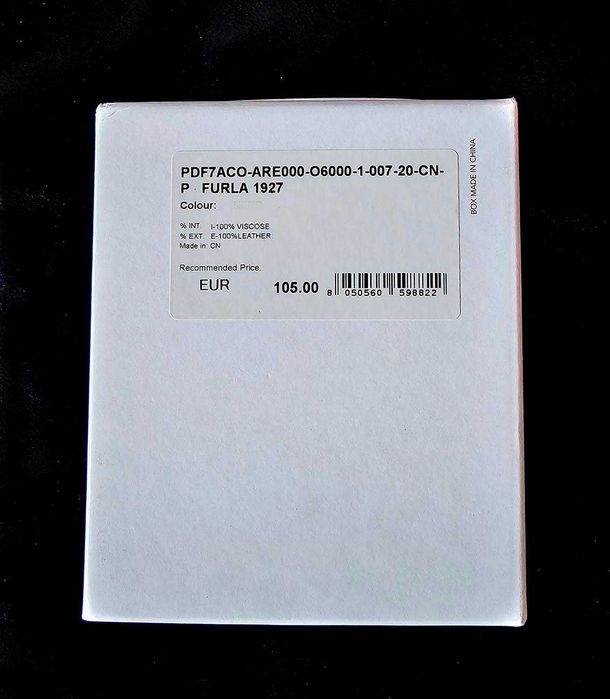 PDF7ACO-ARE000-O6000-1-007-20-CN-
P · FURLA 1927
Colour:
% INT. I-100% VISCOSE
% EXT. E-100%LEATHER
Made in: CN
Recommended Price.
EUR 105.00
8 050560 598822
BOX MADE IN CHINA